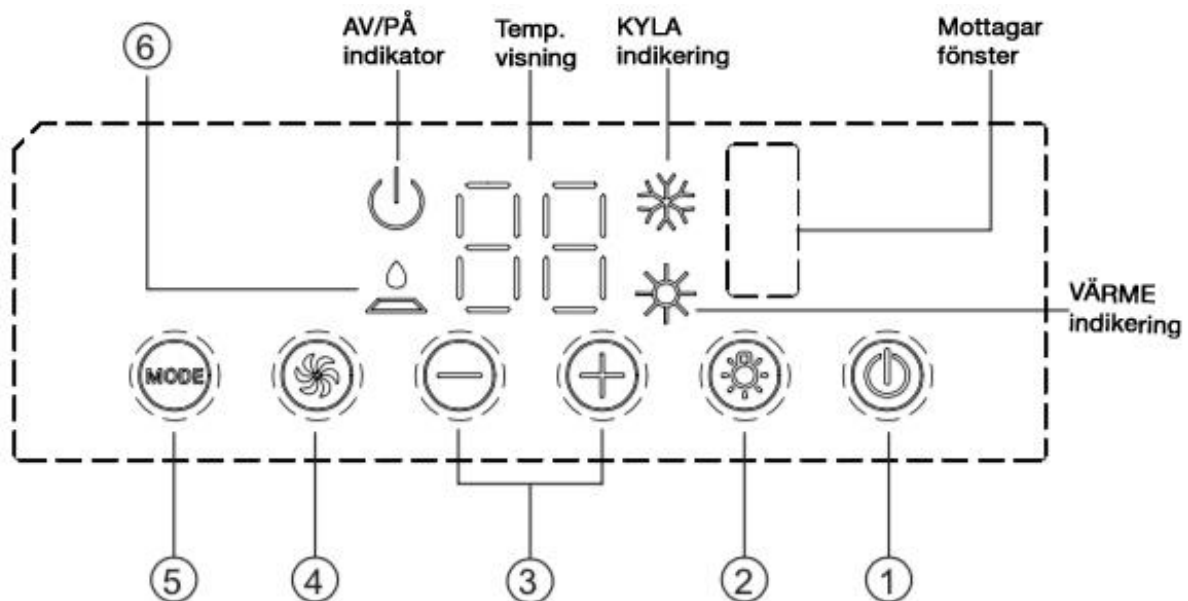 ⑥
AV/PÅ
indikator
Temp.
visning
KYLA
indikering
Mottagar
fönster
VÄRME
indikering
MODE
⑤
④
③
②
①